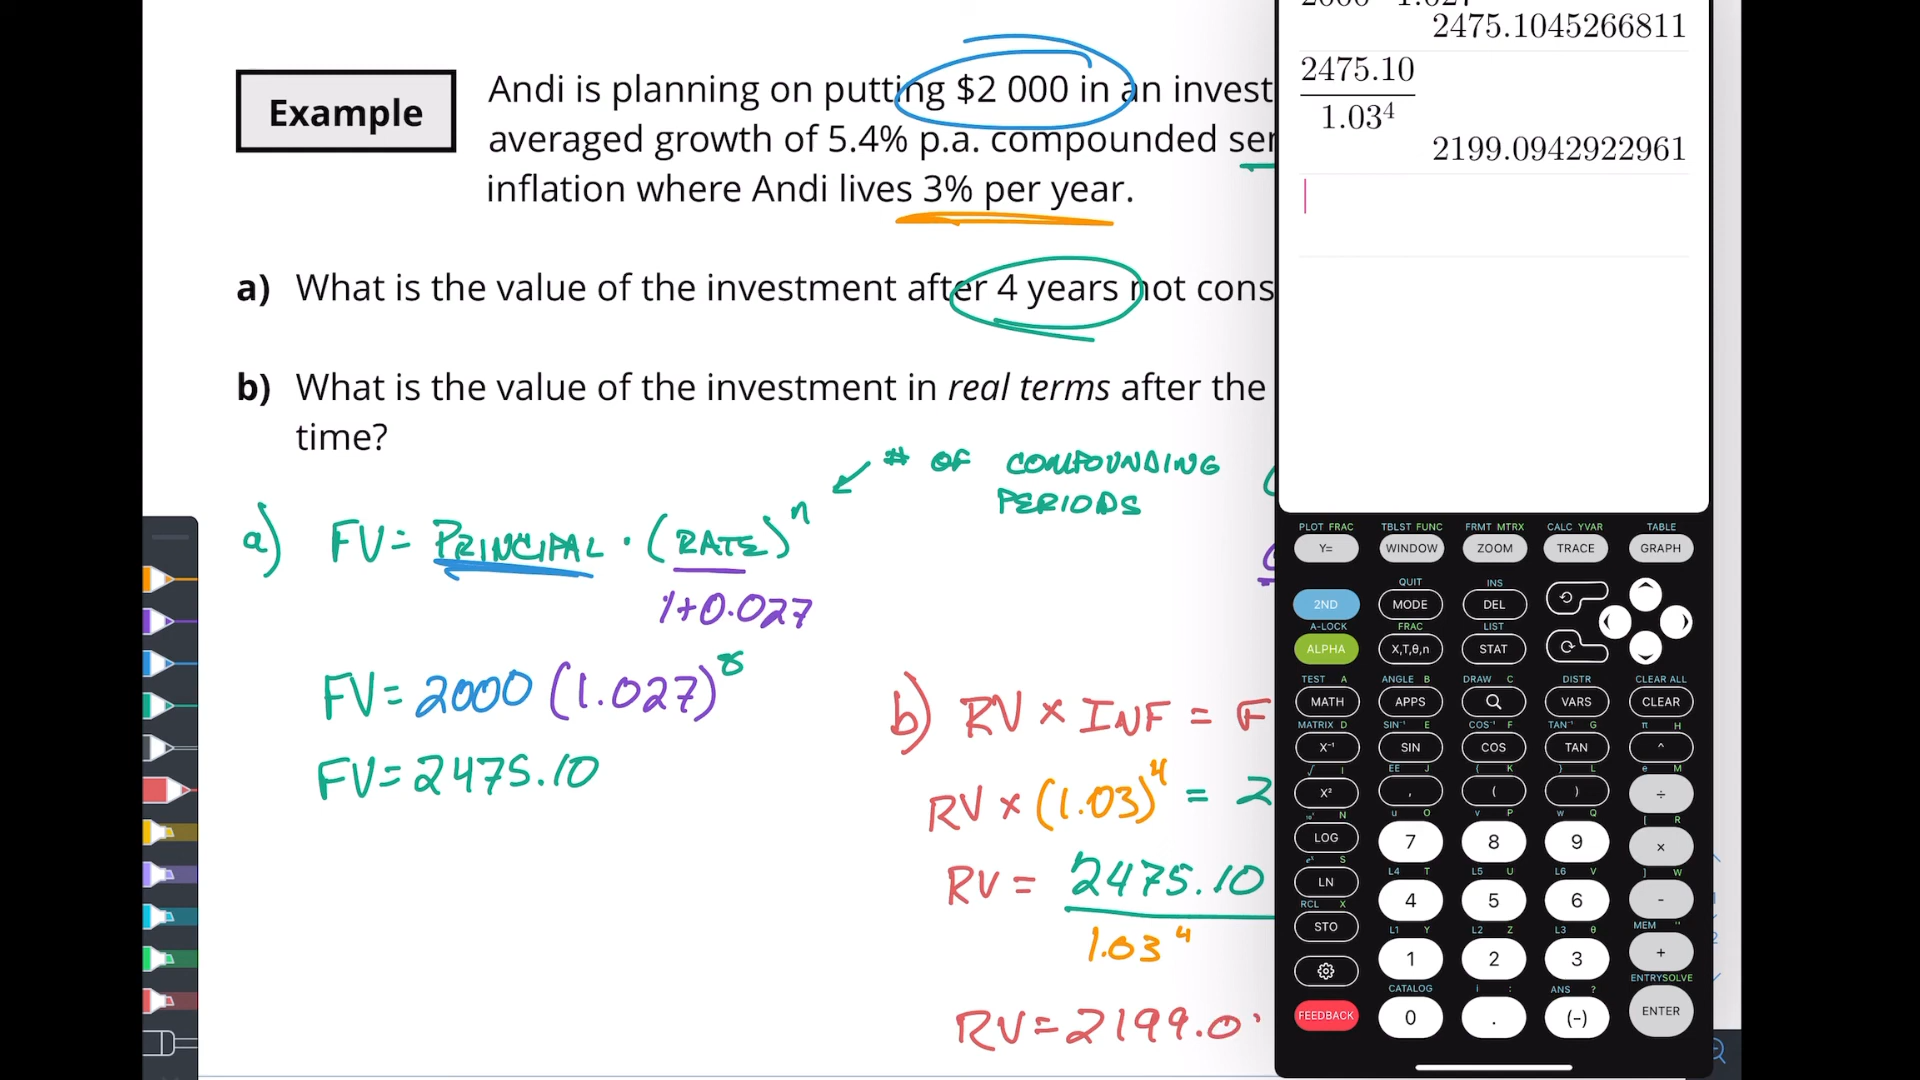 Example
Andi is planning on putting $2 000 in an invest
averaged growth of 5.4% p.a. compounded ser
inflation where Andi lives 3% per year.
a) What is the value of the investment after 4 years not cons
b) What is the value of the investment in real terms after the
time?
# OF COMPOUNDING
PERIODS
a) FV= PRINCIPAL · (RATE)ⁿ
1+0.027
FV= 2000 (1.027)⁸
FV= 2475.10
b) RV × INF = F
RV × (1.03)⁴ = 2
RV = 2475.10
1.03⁴
RV= 2199.0
2475.1045266811
2475.10
1.03⁴
2199.0942922961
PLOT FRAC TBLST FUNC FRMT MTRX CALC YVAR TABLE
Y= WINDOW ZOOM TRACE GRAPH
QUIT INS
2ND MODE DEL
A-LOCK FRAC LIST
ALPHA X,T,θ,n STAT
TEST A ANGLE B DRAW C DISTR CLEAR ALL
MATH APPS VARS CLEAR
MATRIX D SIN⁻¹ E COS⁻¹ F TAN⁻¹ G π H
X⁻¹ SIN COS TAN ^
√ I EE J { K } L e M
X² , ( ) ÷
10ˣ N u O v P w Q [ R
LOG 7 8 9 ×
eˣ S L4 T L5 U L6 V ] W
LN 4 5 6 -
RCL X L1 Y L2 Z L3 θ MEM "
STO 1 2 3 +
CATALOG i : ANS ? ENTRY SOLVE
FEEDBACK 0 . (-) ENTER